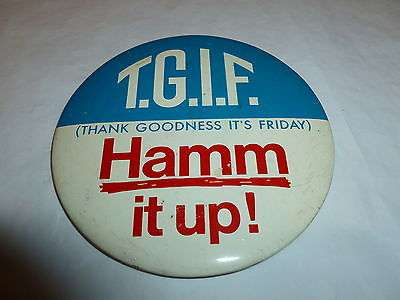 T.G.I.F.
(THANK GOODNESS IT'S FRIDAY)
Hamm
it up!